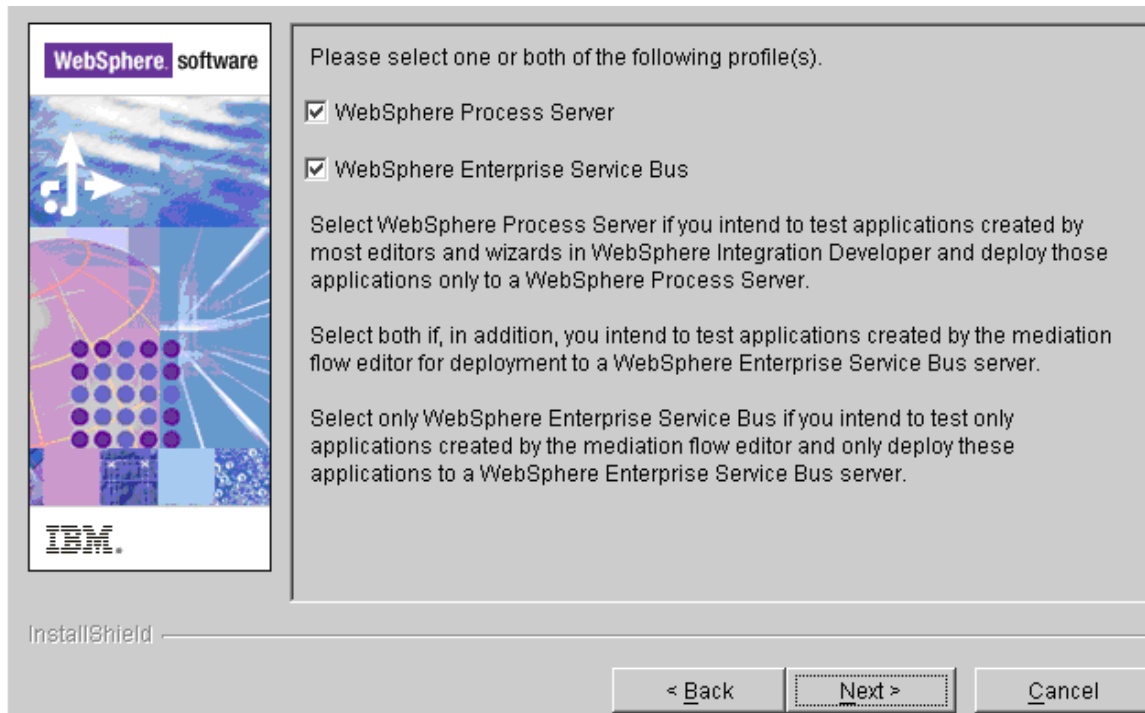 WebSphere. software
Please select one or both of the following profile(s).
WebSphere Process Server
WebSphere Enterprise Service Bus
Select WebSphere Process Server if you intend to test applications created by
most editors and wizards in WebSphere Integration Developer and deploy those
applications only to a WebSphere Process Server.
Select both if, in addition, you intend to test applications created by the mediation
flow editor for deployment to a WebSphere Enterprise Service Bus server.
Select only WebSphere Enterprise Service Bus if you intend to test only
applications created by the mediation flow editor and only deploy these
applications to a WebSphere Enterprise Service Bus server.
IBM.
InstallShield
< Back
Next >
Cancel